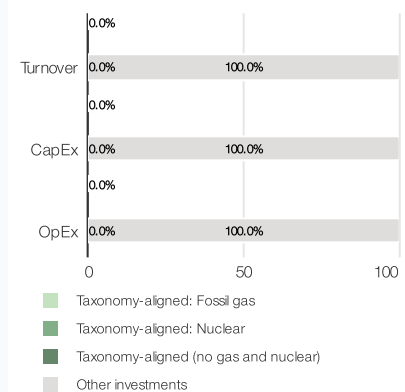 0.0%
Turnover 0.0% 100.0%
0.0%
CapEx 0.0% 100.0%
0.0%
OpEx 0.0% 100.0%
0 50 100
Taxonomy-aligned: Fossil gas
Taxonomy-aligned: Nuclear
Taxonomy-aligned (no gas and nuclear)
Other investments